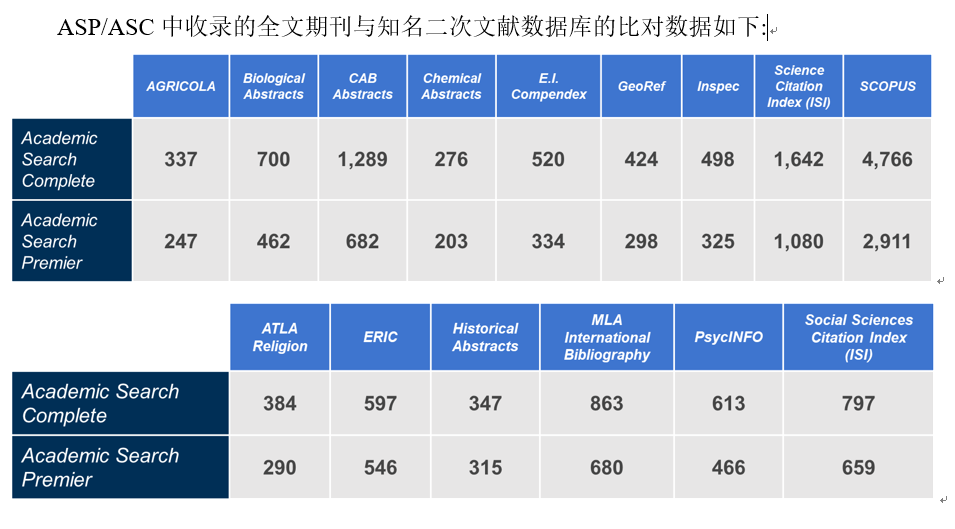 ASP/ASC 中收录的全文期刊与知名二次文献数据库的比对数据如下:
AGRICOLA Biological Abstracts CAB Abstracts Chemical Abstracts E.I. Compendex GeoRef Inspec Science Citation Index (ISI) SCOPUS
Academic Search Complete 337 700 1,289 276 520 424 498 1,642 4,766
Academic Search Premier 247 462 682 203 334 298 325 1,080 2,911
ATLA Religion ERIC Historical Abstracts MLA International Bibliography PsycINFO Social Sciences Citation Index (ISI)
Academic Search Complete 384 597 347 863 613 797
Academic Search Premier 290 546 315 680 466 659